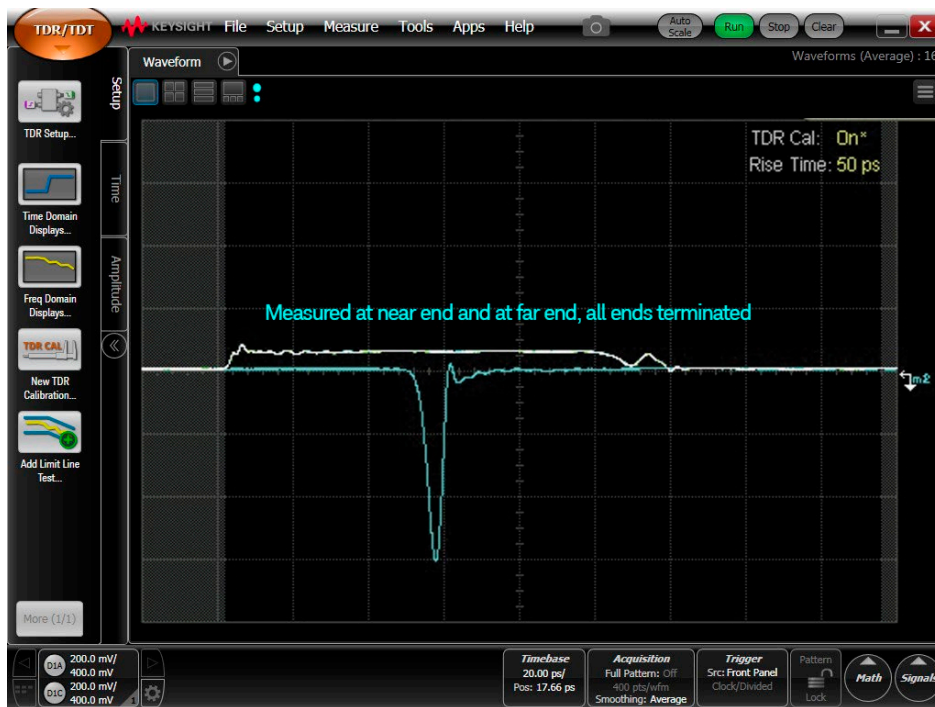 TDR/TDT
KEYSIGHT File Setup Measure Tools Apps Help
Auto Scale
Run
Stop
Clear
Waveform
Waveforms (Average) : 16
Setup
Time
Amplitude
TDR Setup...
Time Domain
Displays...
Freq Domain
Displays...
TDR CAL
New TDR
Calibration...
Add Limit Line
Test...
More (1/1)
TDR Cal: On*
Rise Time: 50 ps
Measured at near end and at far end, all ends terminated
m2
D1A
200.0 mV/
400.0 mV
D1C
200.0 mV/
400.0 mV
1
Timebase
20.00 ps/
Pos: 17.66 ps
Acquisition
Full Pattern: Off
400 pts/wfm
Smoothing: Average
Trigger
Src: Front Panel
Clock/Divided
Pattern
Lock
Math
Signals